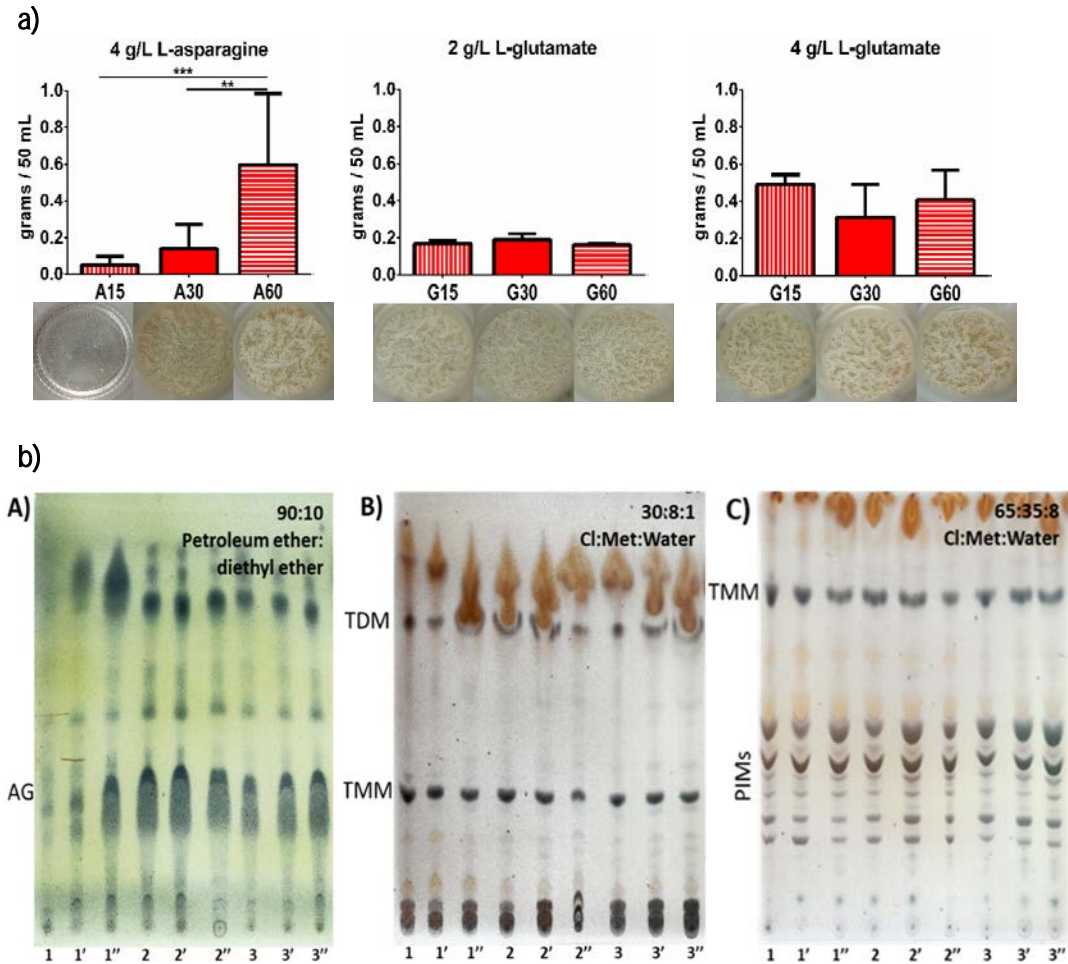 a)
4 g/L L-asparagine
***
**
grams / 50 mL
1.0
0.8
0.6
0.4
0.2
0.0
A15 A30 A60
2 g/L L-glutamate
grams / 50 mL
1.0
0.8
0.6
0.4
0.2
0.0
G15 G30 G60
4 g/L L-glutamate
grams / 50 mL
1.0
0.8
0.6
0.4
0.2
0.0
G15 G30 G60
b)
A)
90:10
Petroleum ether:
diethyl ether
AG
1 1' 1'' 2 2' 2'' 3 3' 3''
B)
30:8:1
Cl:Met:Water
TDM
TMM
1 1' 1'' 2 2' 2'' 3 3' 3''
C)
65:35:8
Cl:Met:Water
TMM
PIMs
1 1' 1'' 2 2' 2'' 3 3' 3''